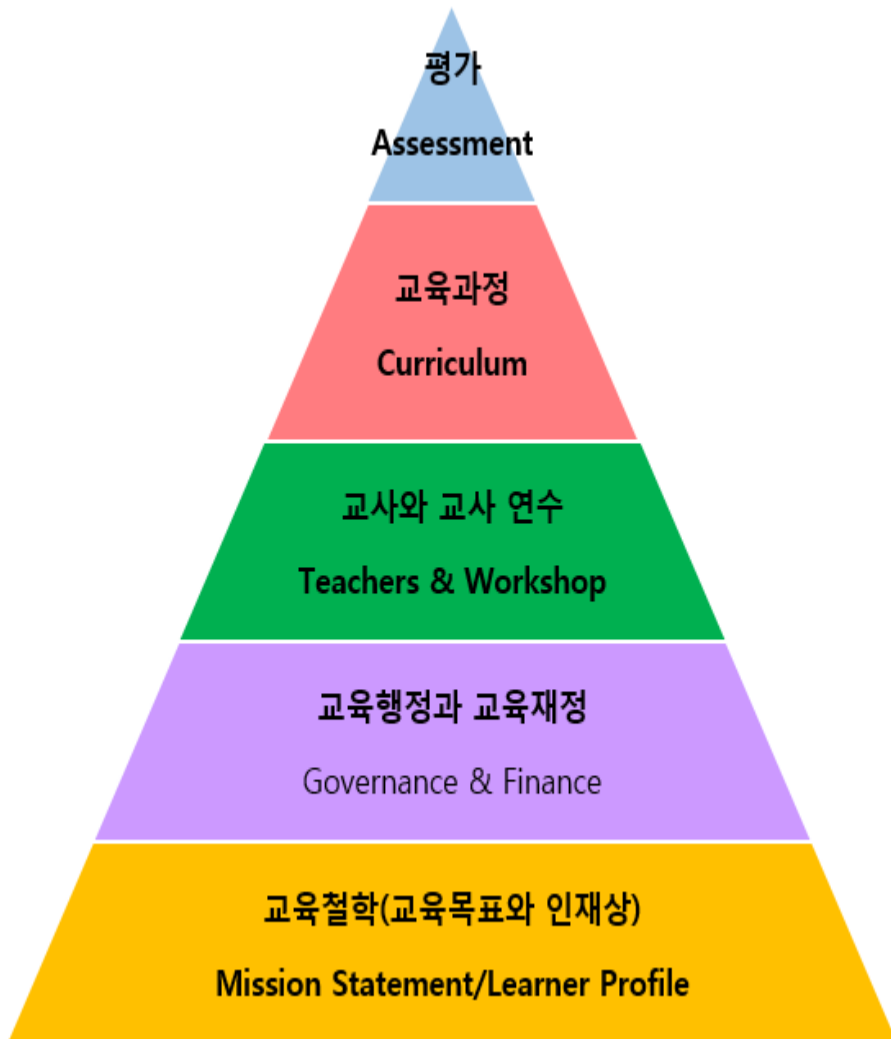 평가
Assessment
교육과정
Curriculum
교사와 교사 연수
Teachers & Workshop
교육행정과 교육재정
Governance & Finance
교육철학(교육목표와 인재상)
Mission Statement/Learner Profile